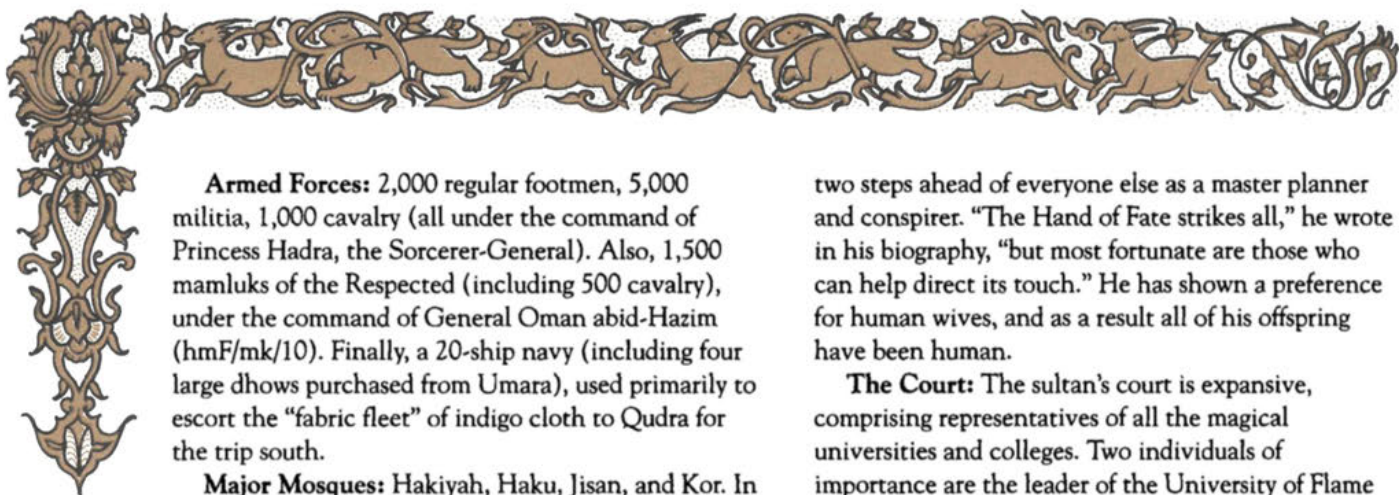 Armed Forces: 2,000 regular footmen, 5,000
militia, 1,000 cavalry (all under the command of
Princess Hadra, the Sorcerer-General). Also, 1,500
mamluks of the Respected (including 500 cavalry),
under the command of General Oman abid-Hazim
(hmF/mk/10). Finally, a 20-ship navy (including four
large dhows purchased from Umara), used primarily to
escort the “fabric fleet” of indigo cloth to Qudra for
the trip south.
Major Mosques: Hakiyah, Haku, Jisan, and Kor. In
two steps ahead of everyone else as a master planner
and conspirer. “The Hand of Fate strikes all,” he wrote
in his biography, “but most fortunate are those who
can help direct its touch.” He has shown a preference
for human wives, and as a result all of his offspring
have been human.
The Court: The sultan’s court is expansive,
comprising representatives of all the magical
universities and colleges. Two individuals of
importance are the leader of the University of Flame